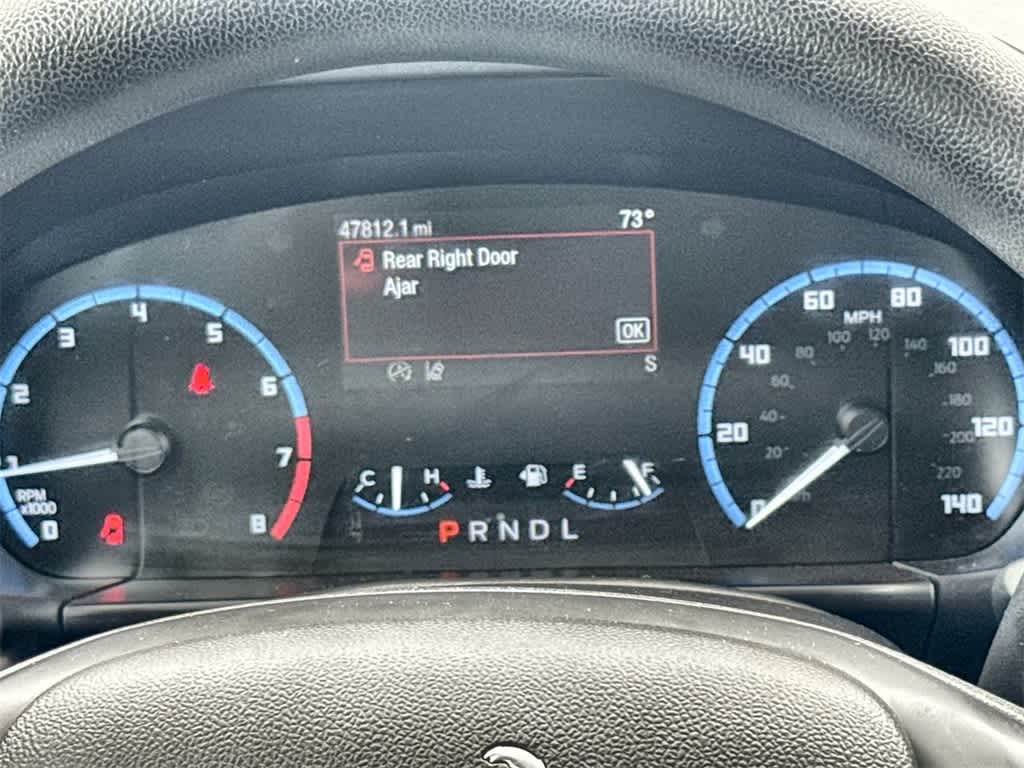 47812.1 mi 73°
Rear Right Door
Ajar
OK
S
0 1 2 3 4 5 6 7 8
RPM
x1000
C H
E F
P R N D L
0 20 40 60 80 100 120 140
MPH
20 40 60 80 100 120 140 160 180 200 220